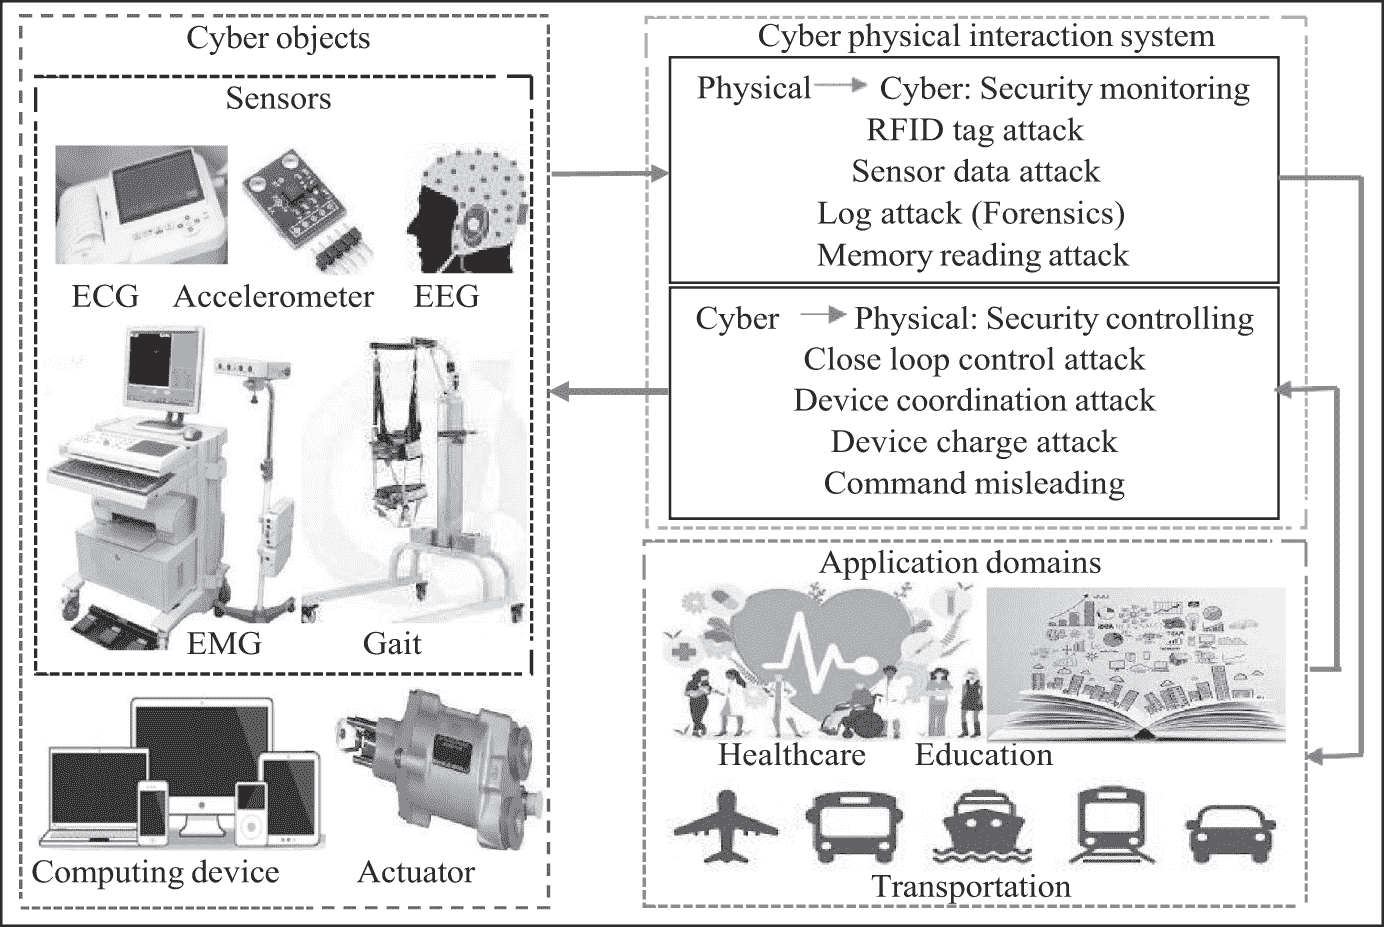 Cyber objects
Sensors
ECG
Accelerometer
EEG
EMG
Gait
Computing device
Actuator
Cyber physical interaction system
Physical → Cyber: Security monitoring
RFID tag attack
Sensor data attack
Log attack (Forensics)
Memory reading attack
Cyber → Physical: Security controlling
Close loop control attack
Device coordination attack
Device charge attack
Command misleading
Application domains
Healthcare
Education
Transportation